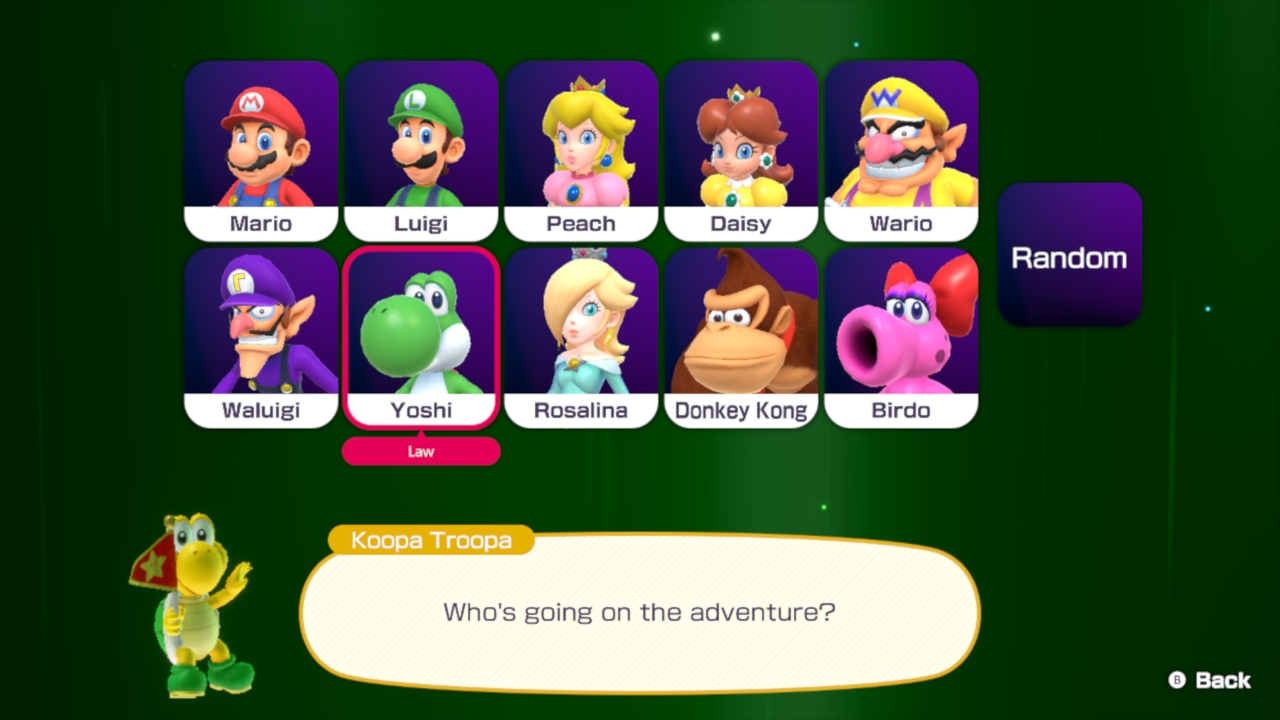 Mario
Luigi
Peach
Daisy
Wario
Random
Waluigi
Yoshi
Rosalina
Donkey Kong
Birdo
Law
Koopa Troopa
Who's going on the adventure?
B Back